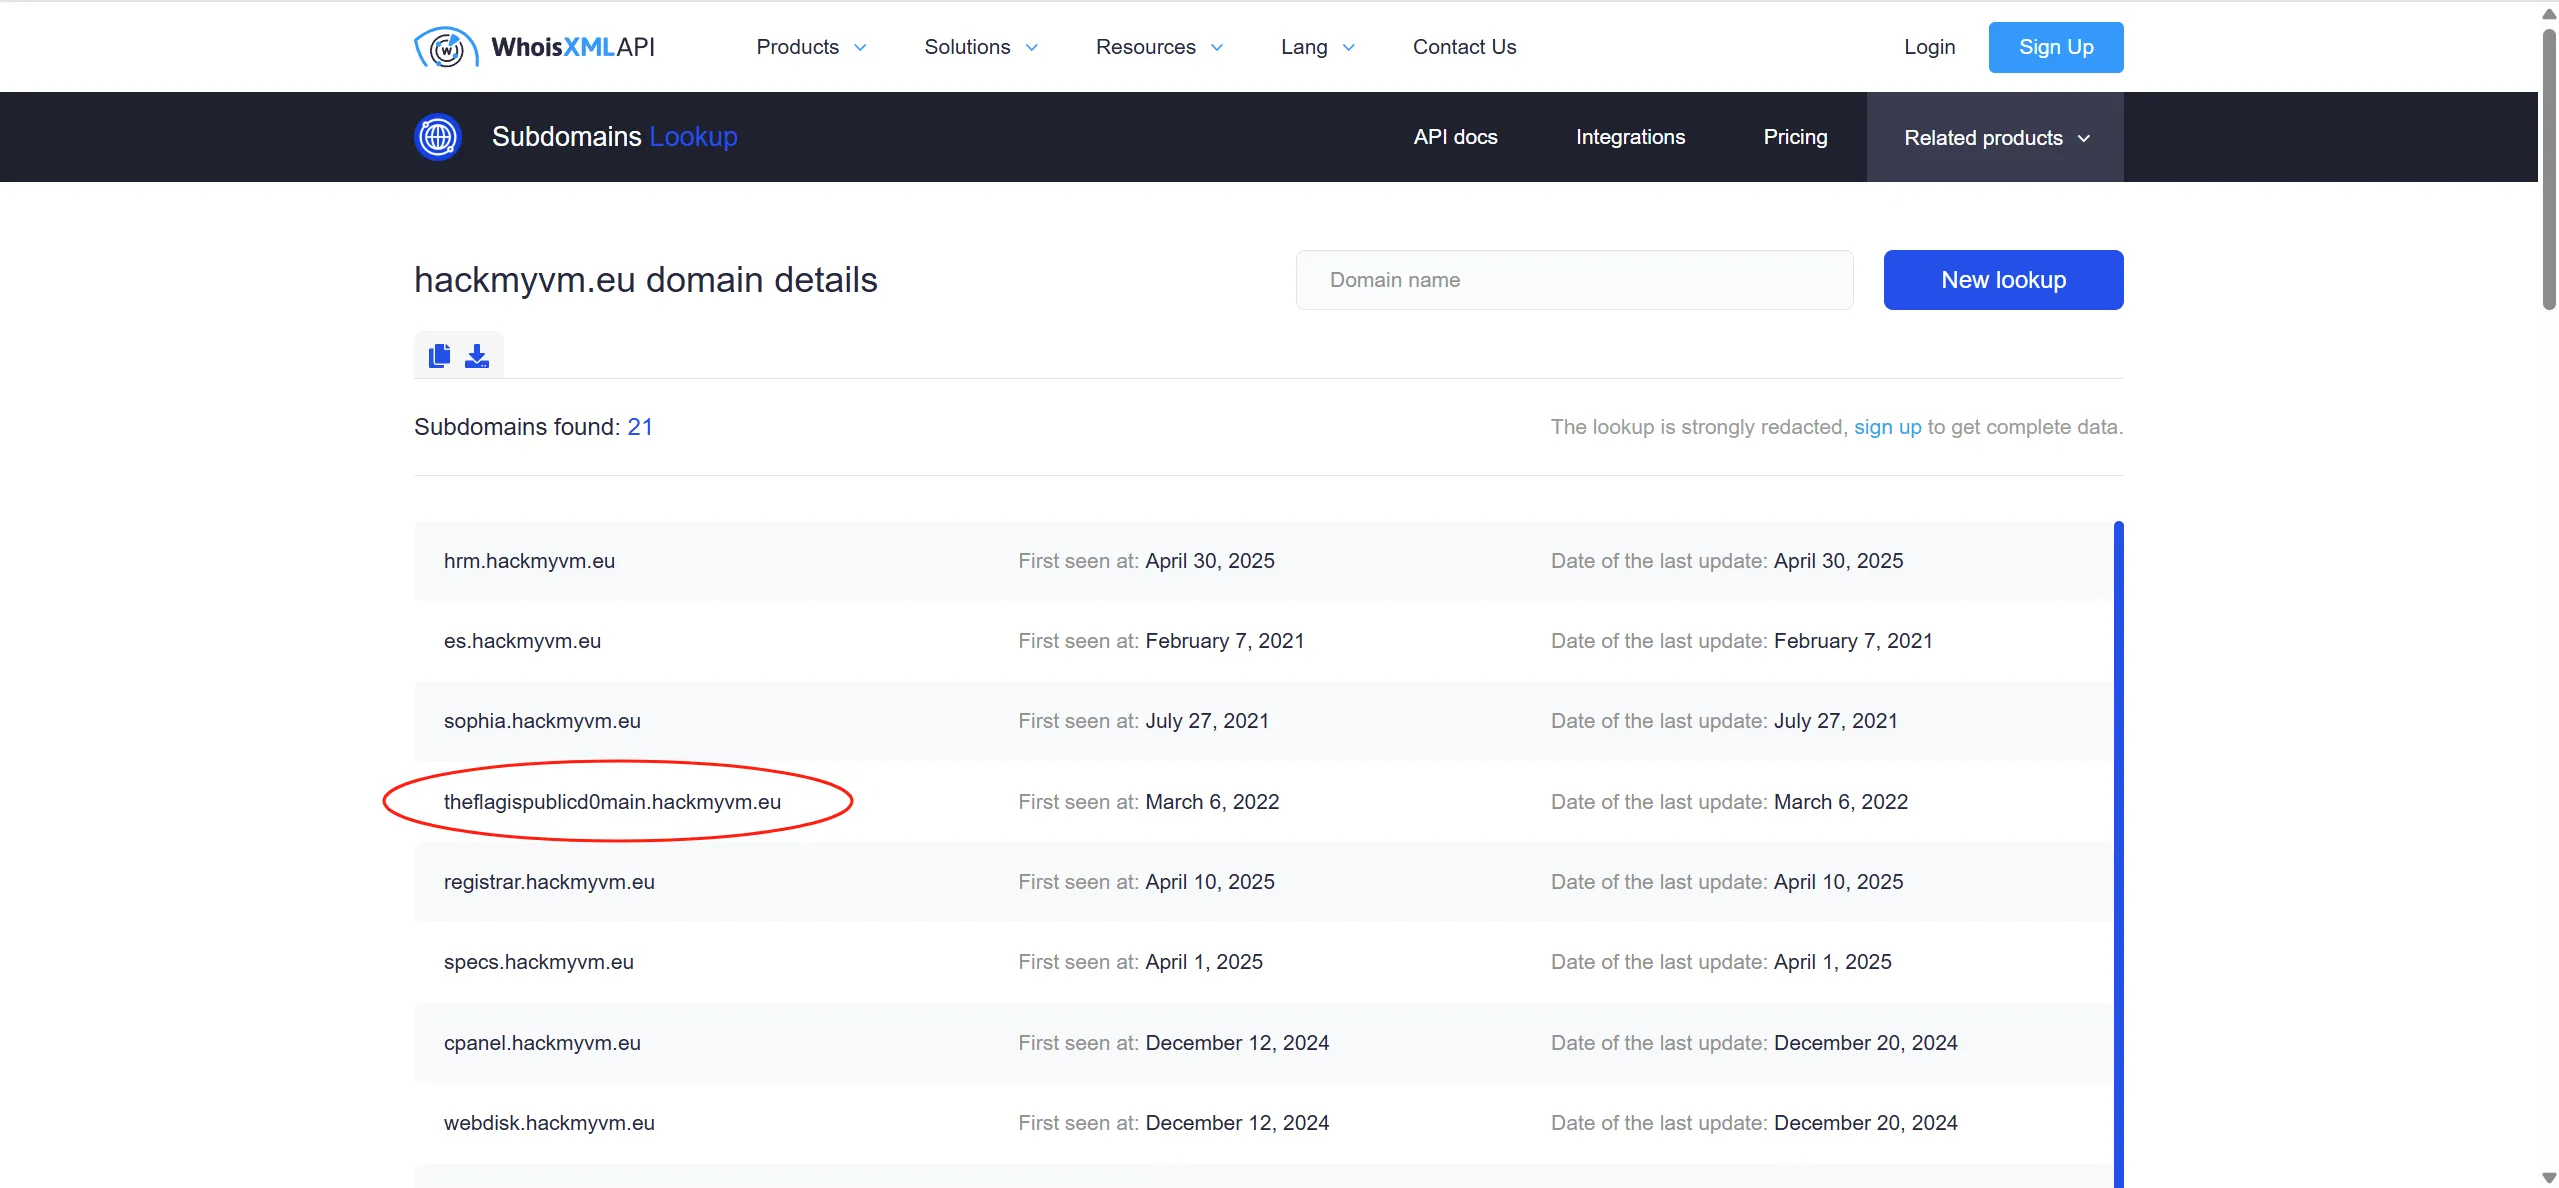 WhoisXMLAPI Products Solutions Resources Lang Contact Us Login Sign Up
Subdomains Lookup API docs Integrations Pricing Related products
hackmyvm.eu domain details Domain name New lookup
Subdomains found: 21 The lookup is strongly redacted, sign up to get complete data.
hrm.hackmyvm.eu First seen at: April 30, 2025 Date of the last update: April 30, 2025
es.hackmyvm.eu First seen at: February 7, 2021 Date of the last update: February 7, 2021
sophia.hackmyvm.eu First seen at: July 27, 2021 Date of the last update: July 27, 2021
theflagispublicd0main.hackmyvm.eu First seen at: March 6, 2022 Date of the last update: March 6, 2022
registrar.hackmyvm.eu First seen at: April 10, 2025 Date of the last update: April 10, 2025
specs.hackmyvm.eu First seen at: April 1, 2025 Date of the last update: April 1, 2025
cpanel.hackmyvm.eu First seen at: December 12, 2024 Date of the last update: December 20, 2024
webdisk.hackmyvm.eu First seen at: December 12, 2024 Date of the last update: December 20, 2024